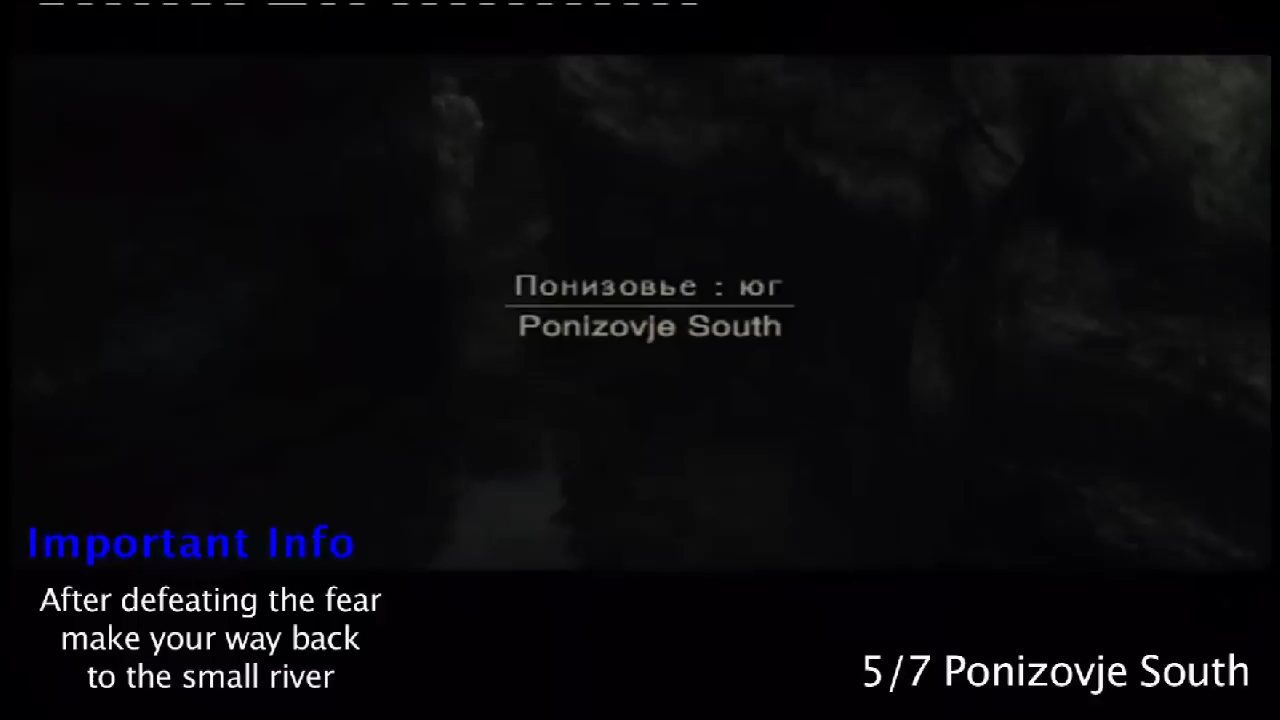 Понизовье : юг
Ponizovje South
Important Info
After defeating the fear
make your way back
to the small river
5/7 Ponizovje South